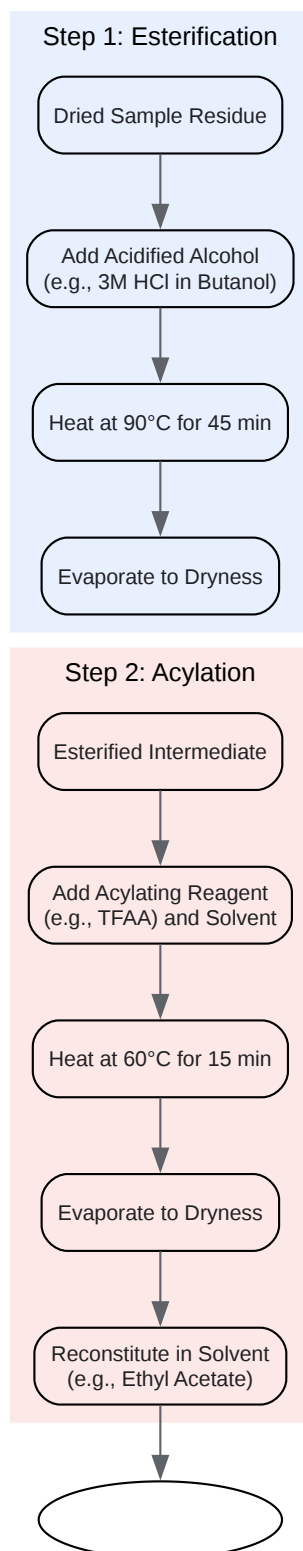 Step 1: Esterification
Dried Sample Residue
Add Acidified Alcohol
(e.g., 3M HCl in Butanol)
Heat at 90°C for 45 min
Evaporate to Dryness
Step 2: Acylation
Esterified Intermediate
Add Acylating Reagent
(e.g., TFAA) and Solvent
Heat at 60°C for 15 min
Evaporate to Dryness
Reconstitute in Solvent
(e.g., Ethyl Acetate)